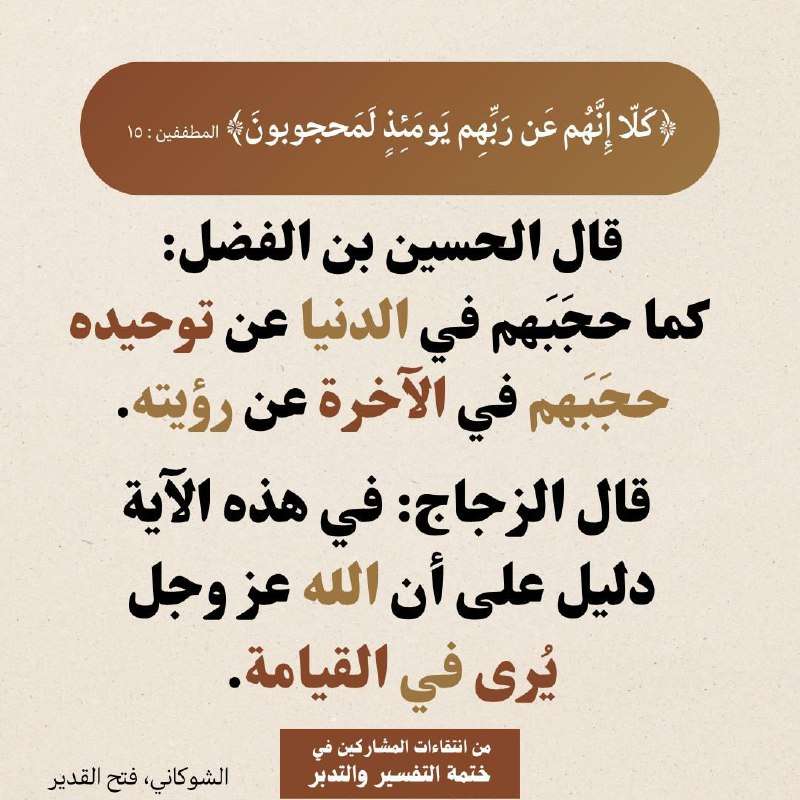 ﴿كَلّا إِنَّهُم عَن رَبِّهِم يَومَئِذٍ لَمَحجوبونَ﴾ المطففين : ١٥
قال الحسين بن الفضل:
كما حجَبَهم في الدنيا عن توحيده
حجَبَهم في الآخرة عن رؤيته.
قال الزجاج: في هذه الآية
دليل على أن الله عز وجل
يُرى في القيامة.
من انتقاءات المشاركين في
ختمة التفسير والتدبر
الشوكاني، فتح القدير